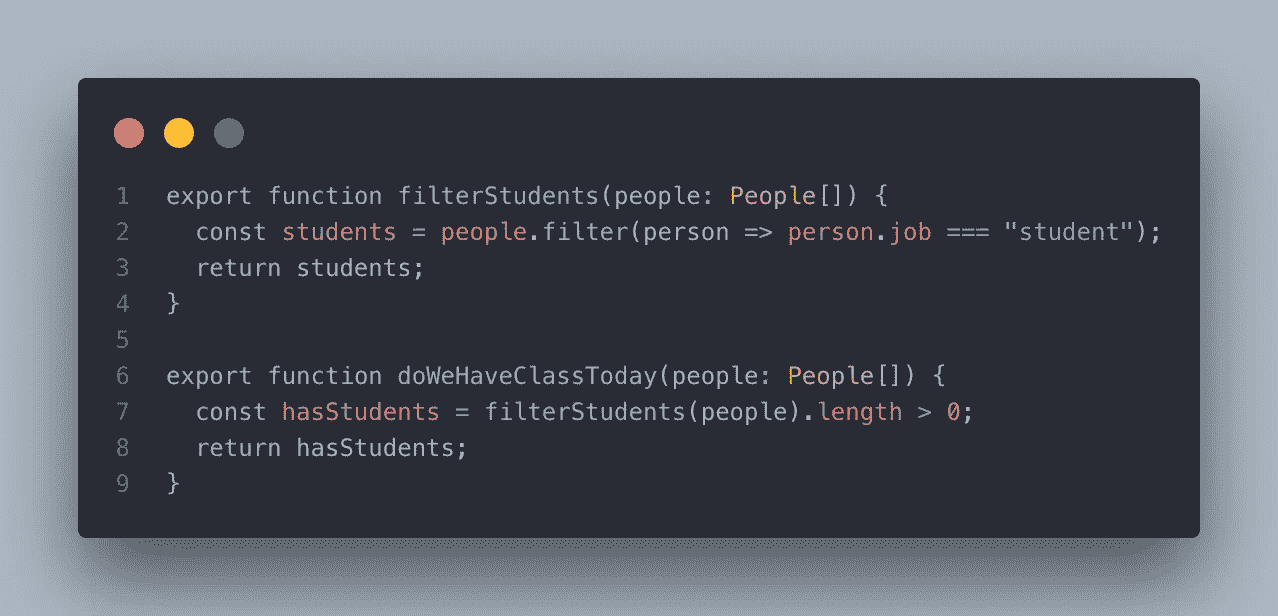 1 export function filterStudents(people: People[]) {
2   const students = people.filter(person => person.job === "student");
3   return students;
4 }
5
6 export function doWeHaveClassToday(people: People[]) {
7   const hasStudents = filterStudents(people).length > 0;
8   return hasStudents;
9 }